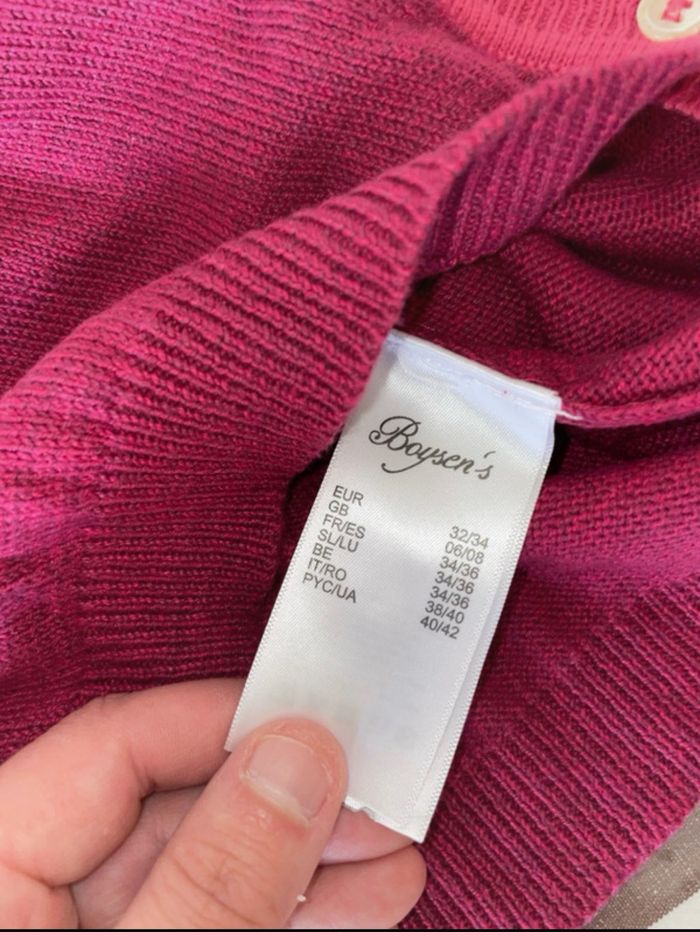 Boysen's
EUR 32/34
GB 06/08
FR/ES 34/36
SL/LU 34/36
BE 34/36
IT/RO 38/40
PYC/UA 40/42